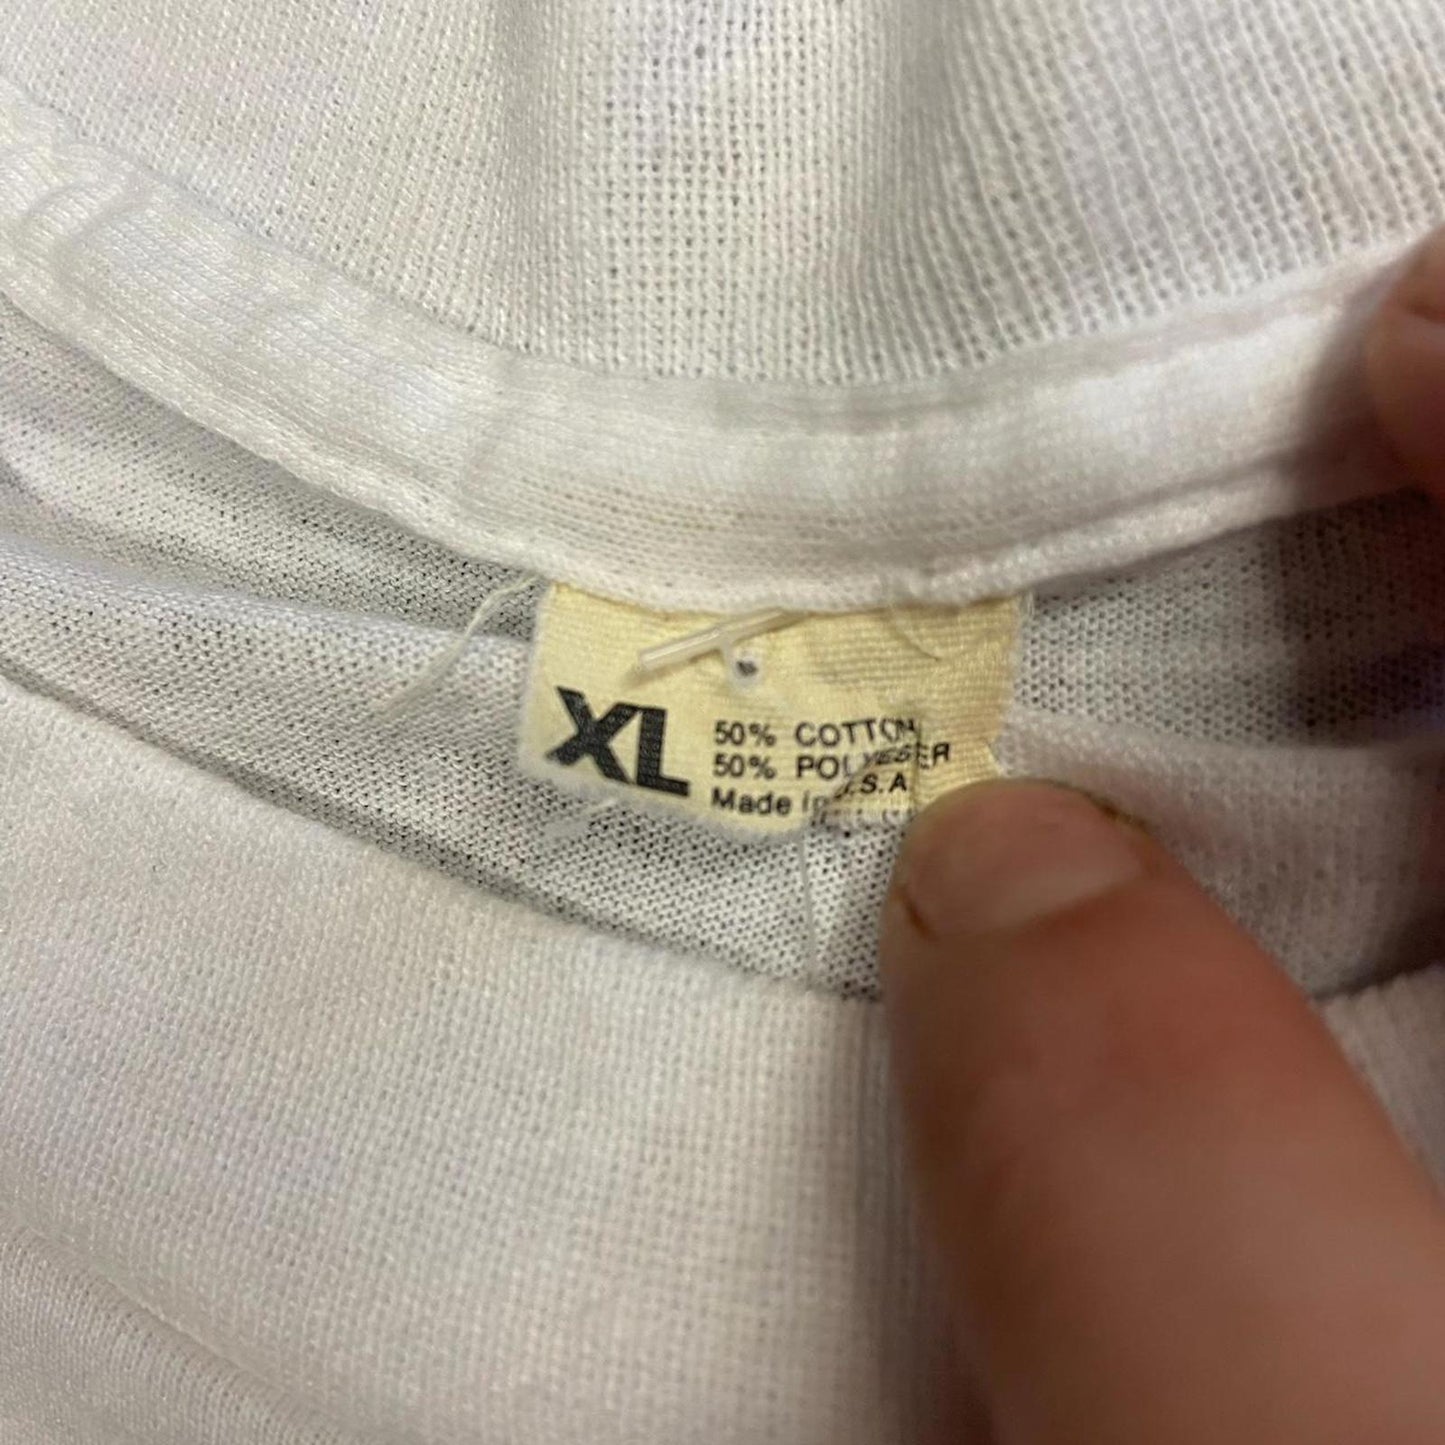 XL
50% COTTON
50% POLYESTER
Made in U.S.A